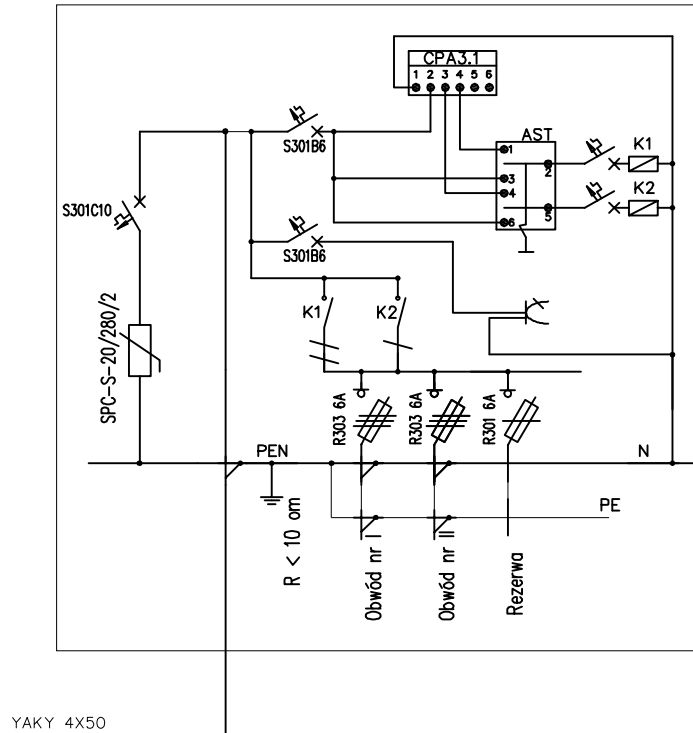 CPA3.1
1 2 3 4 5 6
AST
1
2
3
4
5
6
K1
K2
S301B6
S301C10
S301B6
K1
K2
SPC-S-20/280/2
R303 6A
R303 6A
R301 6A
PEN
N
PE
R < 10 om
Obwód nr I
Obwód nr II
Rezerwa
YAKY 4X50